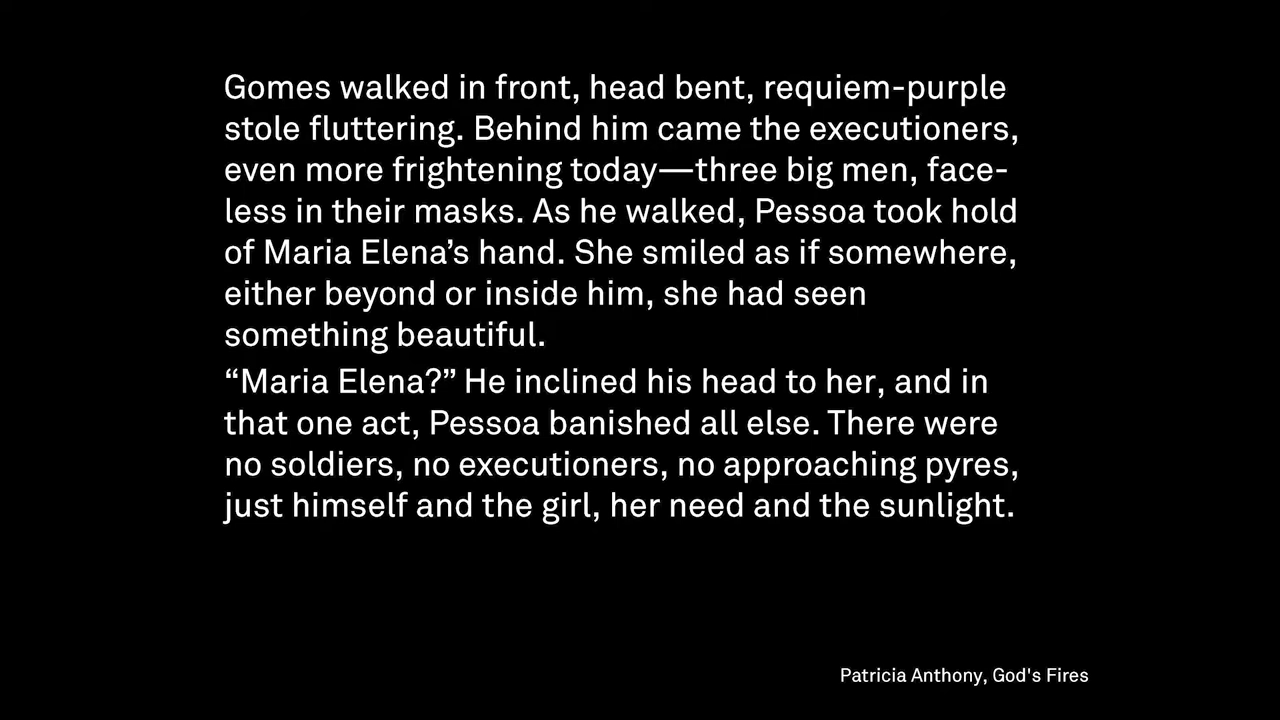 Gomes walked in front, head bent, requiem-purple
stole fluttering. Behind him came the executioners,
even more frightening today—three big men, face-
less in their masks. As he walked, Pessoa took hold
of Maria Elena’s hand. She smiled as if somewhere,
either beyond or inside him, she had seen
something beautiful.
“Maria Elena?” He inclined his head to her, and in
that one act, Pessoa banished all else. There were
no soldiers, no executioners, no approaching pyres,
just himself and the girl, her need and the sunlight.
Patricia Anthony, God's Fires